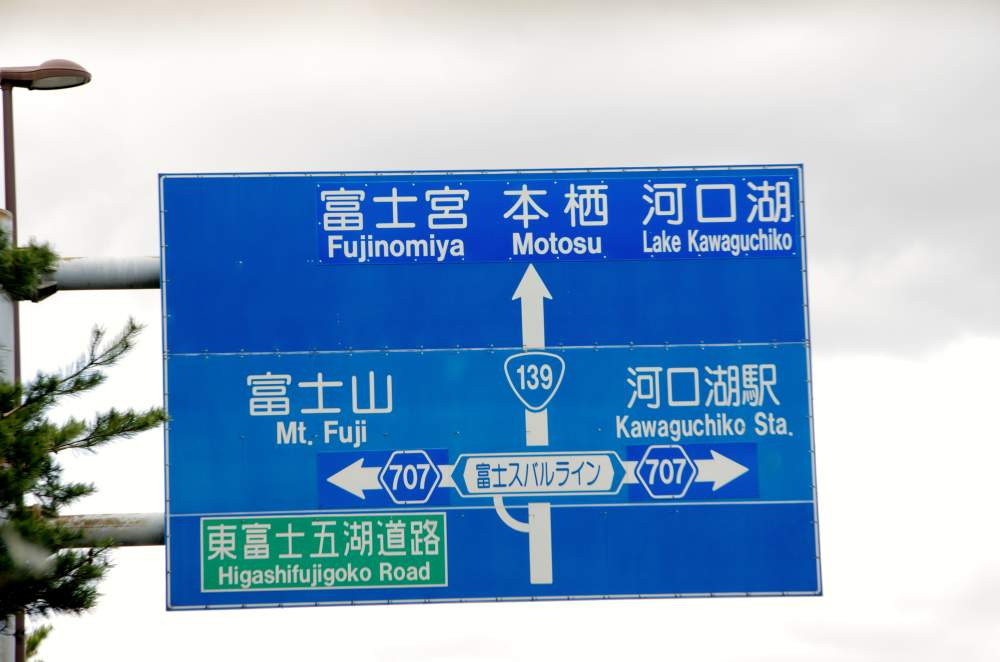 富士宮 本栖 河口湖
Fujinomiya Motosu Lake Kawaguchiko
139
富士山 河口湖駅
Mt. Fuji Kawaguchiko Sta.
707 富士スバルライン 707
東富士五湖道路
Higashifujigoko Road